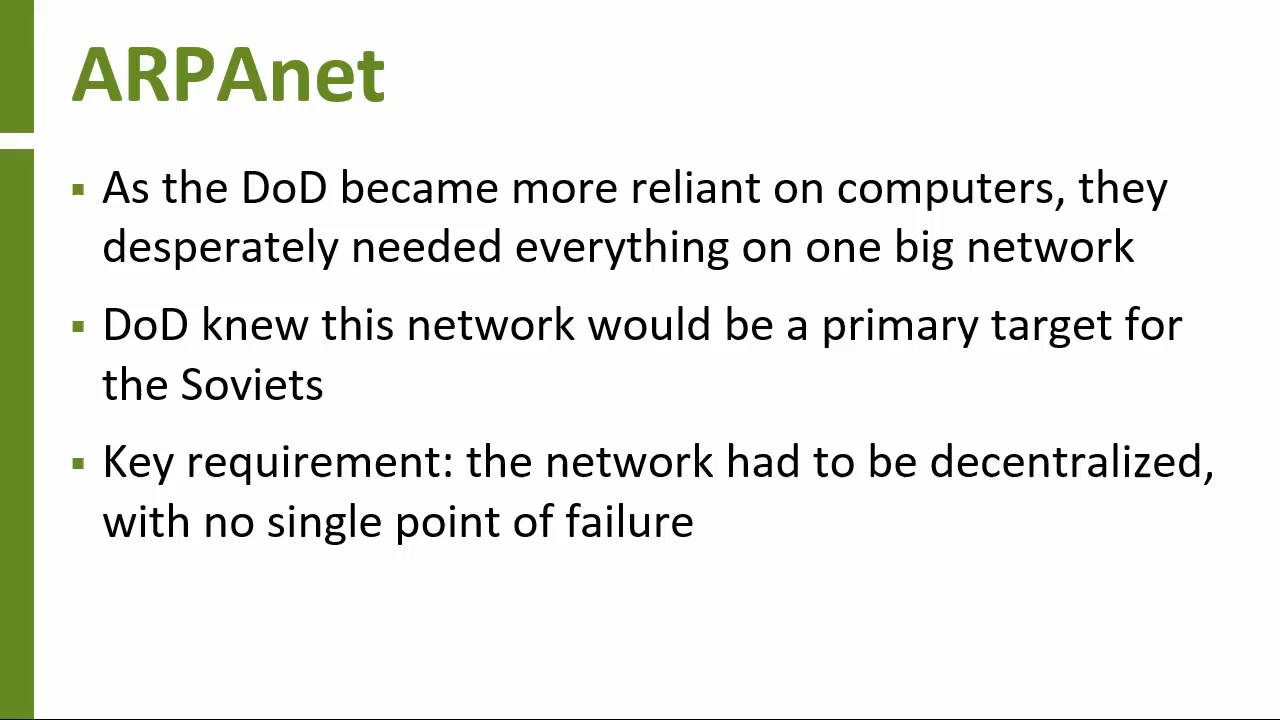 ARPAnet
▪ As the DoD became more reliant on computers, they
desperately needed everything on one big network
▪ DoD knew this network would be a primary target for
the Soviets
▪ Key requirement: the network had to be decentralized,
with no single point of failure